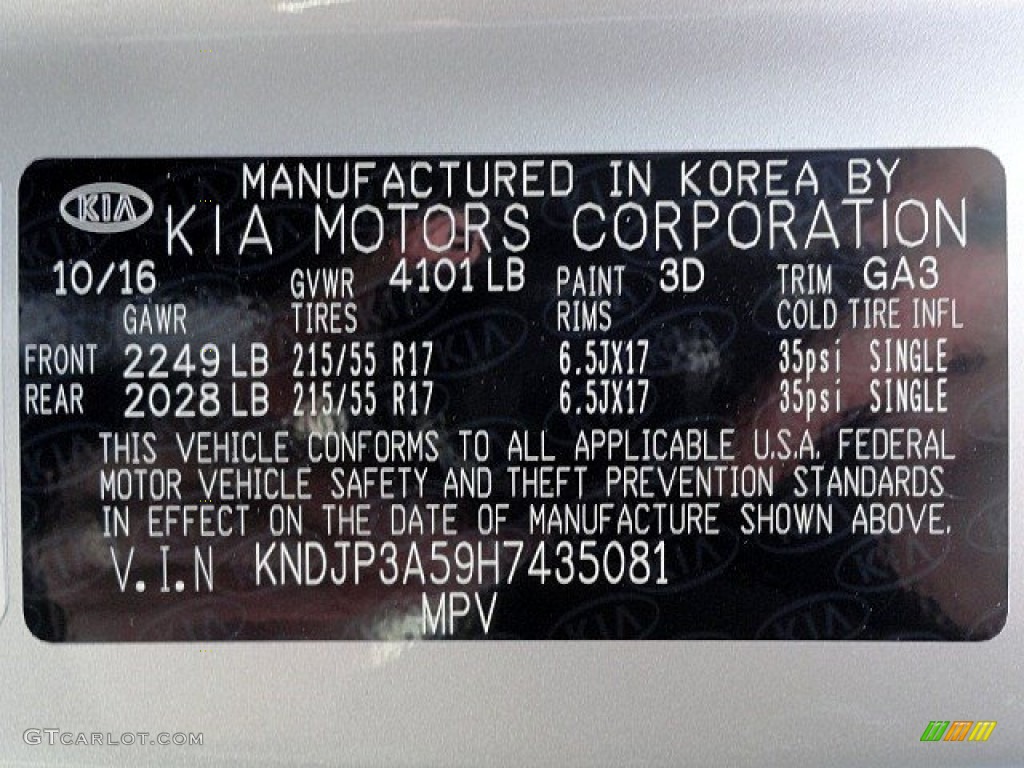 MANUFACTURED IN KOREA BY
KIA KIA MOTORS CORPORATION
10/16 GVWR 4101 LB PAINT 3D TRIM GA3
GAWR TIRES RIMS COLD TIRE INFL
FRONT 2249 LB 215/55 R17 6.5JX17 35psi SINGLE
REAR 2028 LB 215/55 R17 6.5JX17 35psi SINGLE
THIS VEHICLE CONFORMS TO ALL APPLICABLE U.S.A. FEDERAL
MOTOR VEHICLE SAFETY AND THEFT PREVENTION STANDARDS
IN EFFECT ON THE DATE OF MANUFACTURE SHOWN ABOVE.
V.I.N KNDJP3A59H7435081
MPV
GTCARLOT.COM